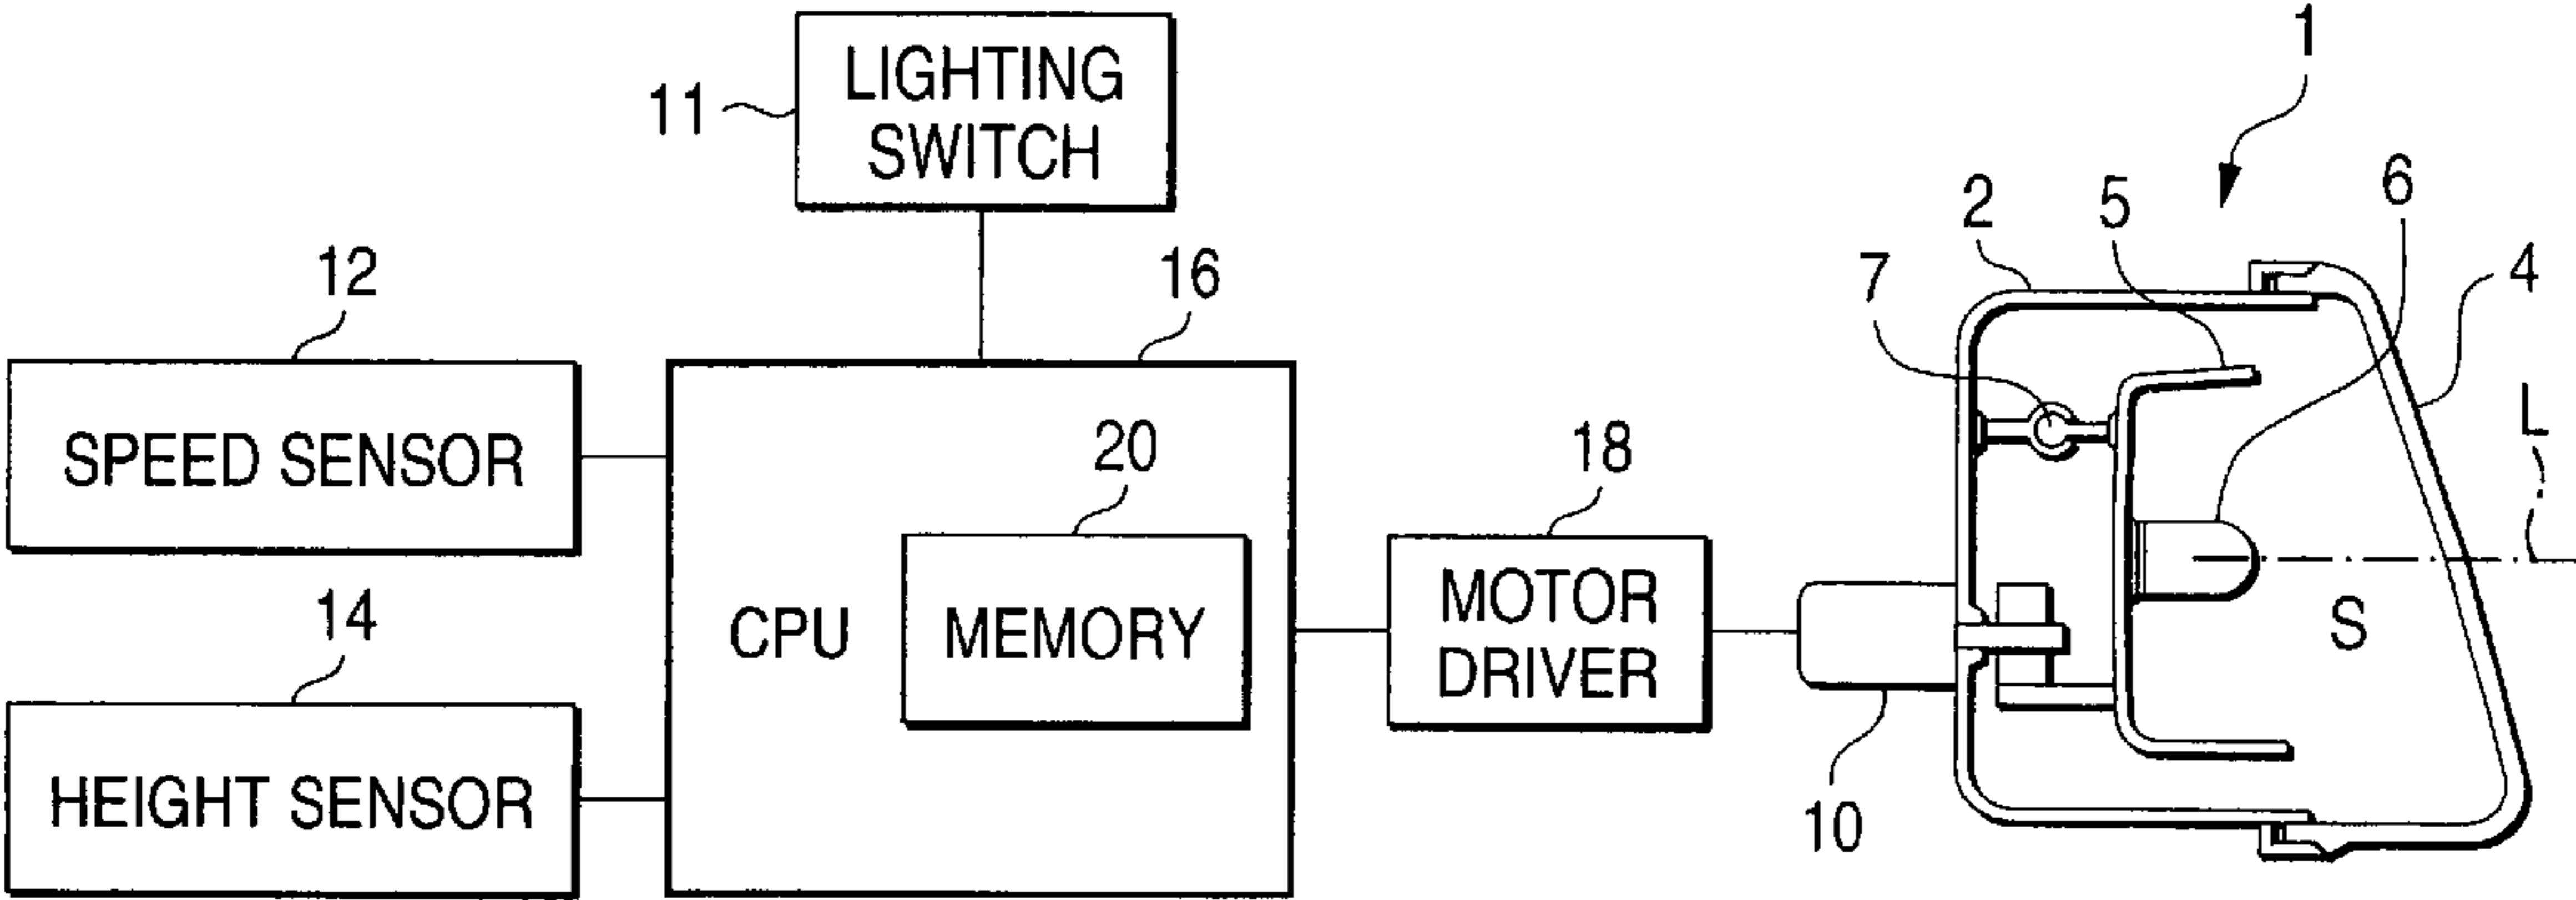 LIGHTING
SWITCH
11
1
12
16
2
7
5
6
4
L
SPEED SENSOR
20
18
14
CPU
MEMORY
MOTOR
DRIVER
S
HEIGHT SENSOR
10